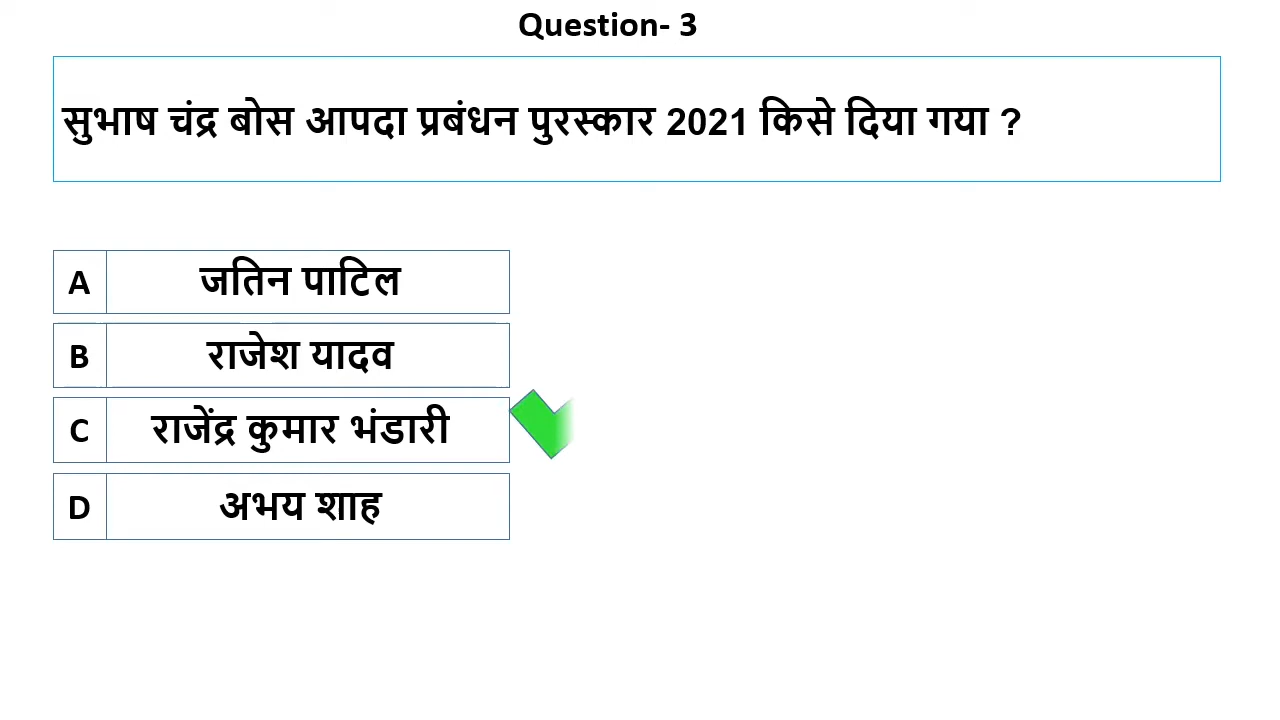 Question- 3
सुभाष चंद्र बोस आपदा प्रबंधन पुरस्कार 2021 किसे दिया गया ?
A जतिन पाटिल
B राजेश यादव
C राजेंद्र कुमार भंडारी
D अभय शाह